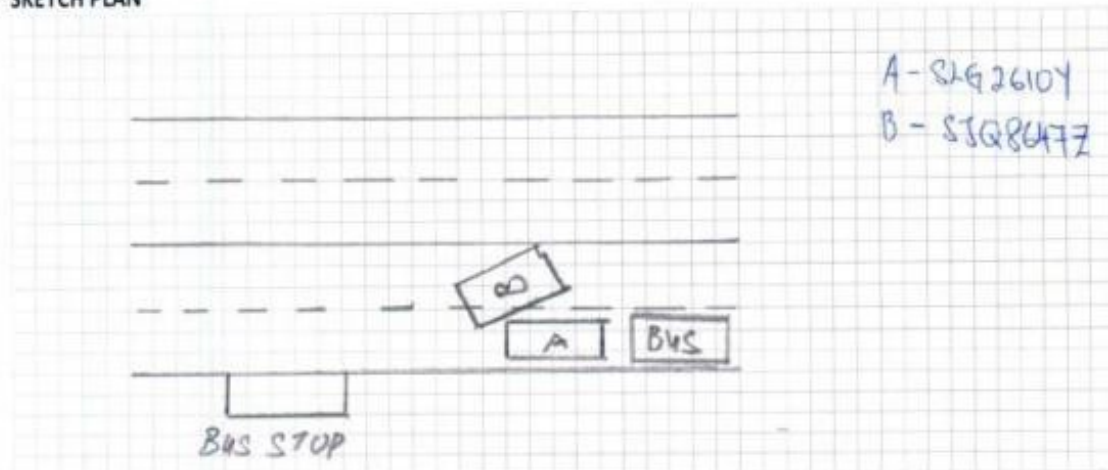 SKETCH PLAN
A - SLG2610Y
B - SJQ8647Z
B
A
BUS
BUS STOP